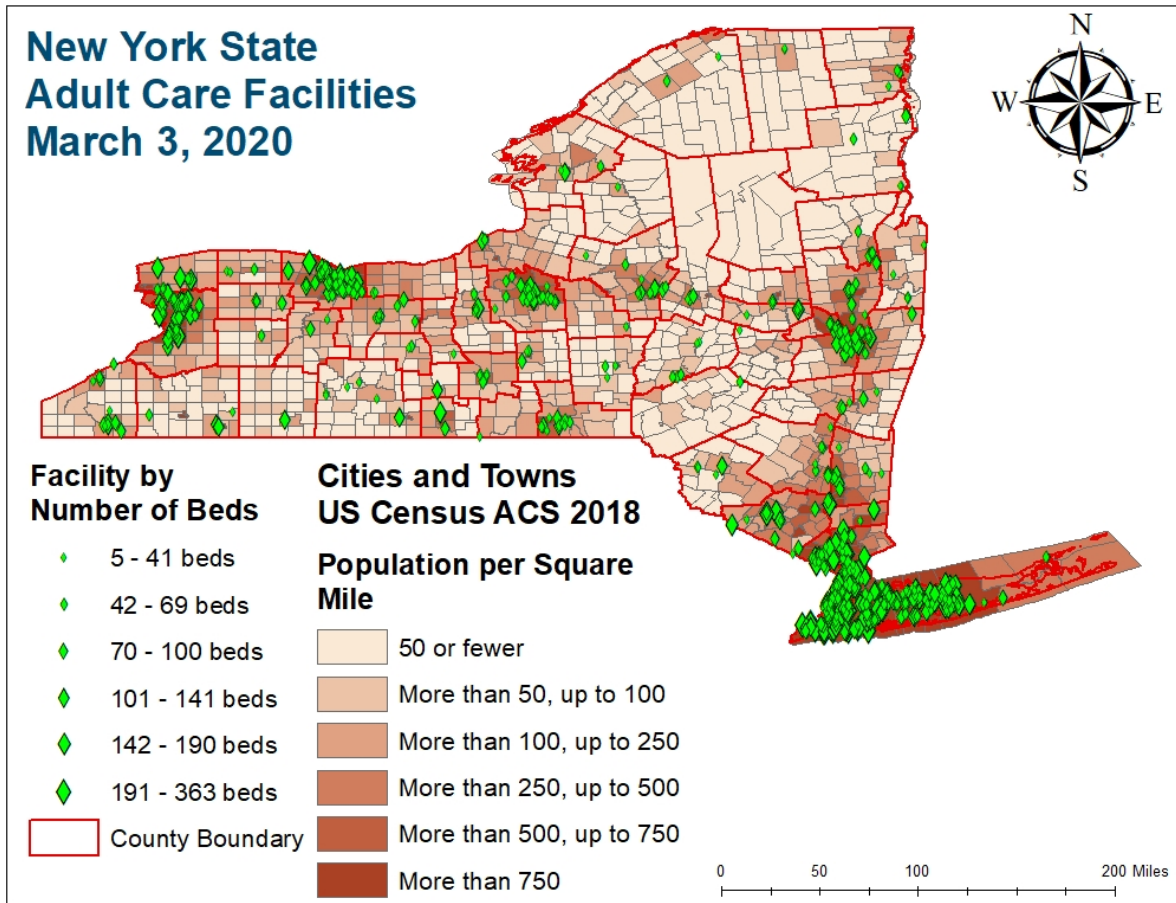 New York State
Adult Care Facilities
March 3, 2020
N
W
E
S
Facility by
Number of Beds
5 - 41 beds
42 - 69 beds
70 - 100 beds
101 - 141 beds
142 - 190 beds
191 - 363 beds
County Boundary
Cities and Towns
US Census ACS 2018
Population per Square
Mile
50 or fewer
More than 50, up to 100
More than 100, up to 250
More than 250, up to 500
More than 500, up to 750
More than 750
0 50 100 200 Miles